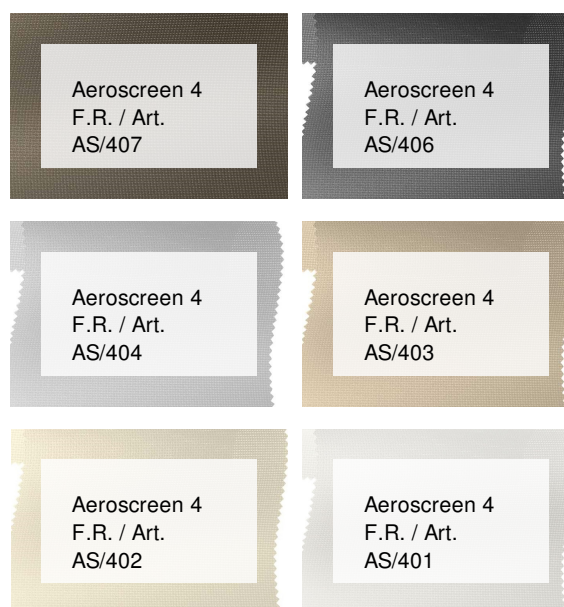 Aeroscreen 4
F.R. / Art.
AS/407
Aeroscreen 4
F.R. / Art.
AS/406
Aeroscreen 4
F.R. / Art.
AS/404
Aeroscreen 4
F.R. / Art.
AS/403
Aeroscreen 4
F.R. / Art.
AS/402
Aeroscreen 4
F.R. / Art.
AS/401